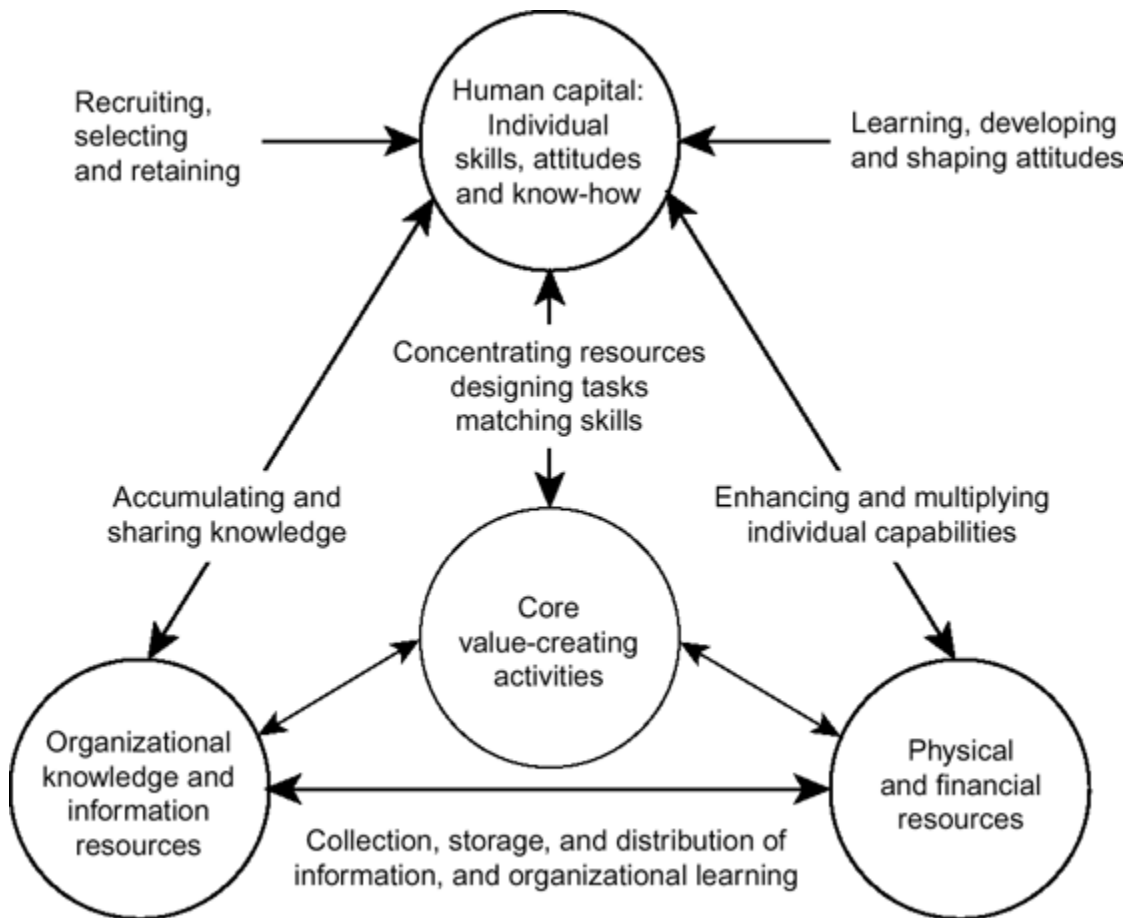 Human capital:
Individual
skills, attitudes
and know-how
Recruiting,
selecting
and retaining
Learning, developing
and shaping attitudes
Concentrating resources
designing tasks
matching skills
Accumulating and
sharing knowledge
Enhancing and multiplying
individual capabilities
Core
value-creating
activities
Organizational
knowledge and
information
resources
Physical
and financial
resources
Collection, storage, and distribution of
information, and organizational learning